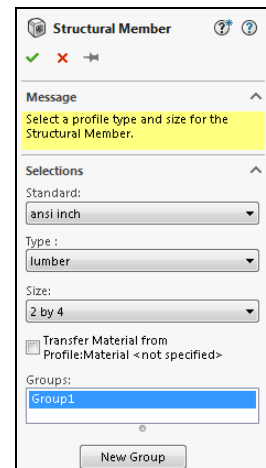 Structural Member
Message
Select a profile type and size for the
Structural Member.
Selections
Standard:
ansi inch
Type :
lumber
Size:
2 by 4
Transfer Material from
Profile:Material <not specified>
Groups:
Group1
New Group